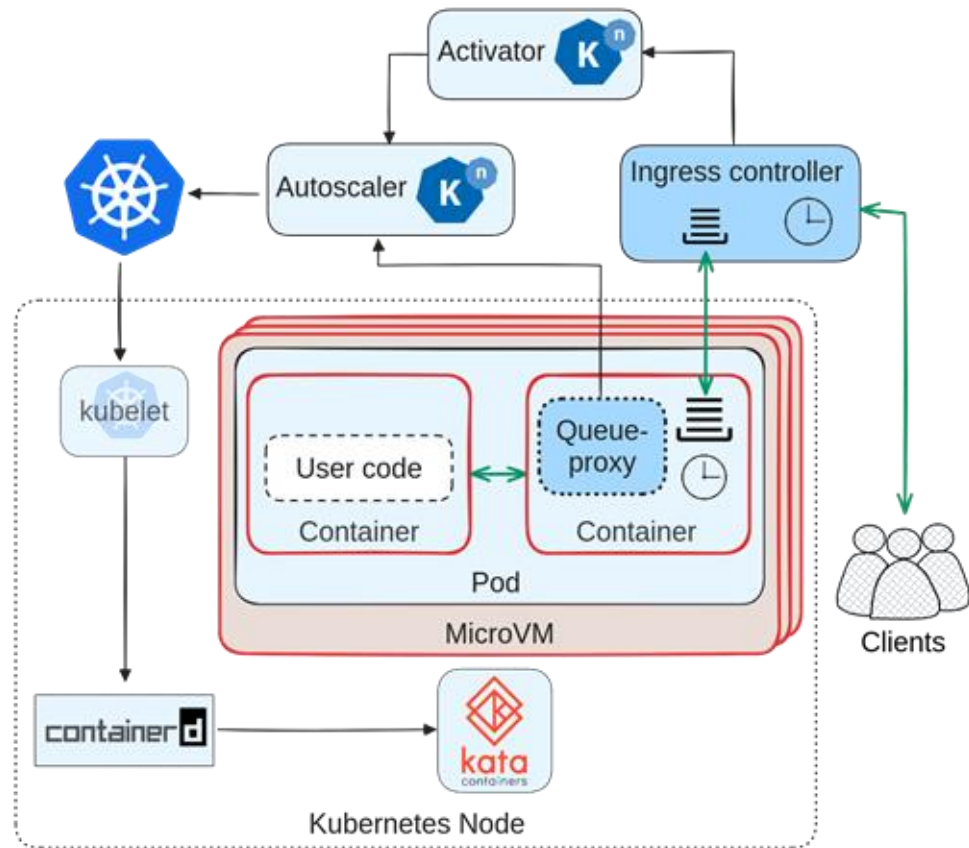 Activator
K
n
Autoscaler
K
n
Ingress controller
kubelet
User code
Container
Queue-
proxy
Container
Pod
MicroVM
Clients
containerd
kata
containers
Kubernetes Node